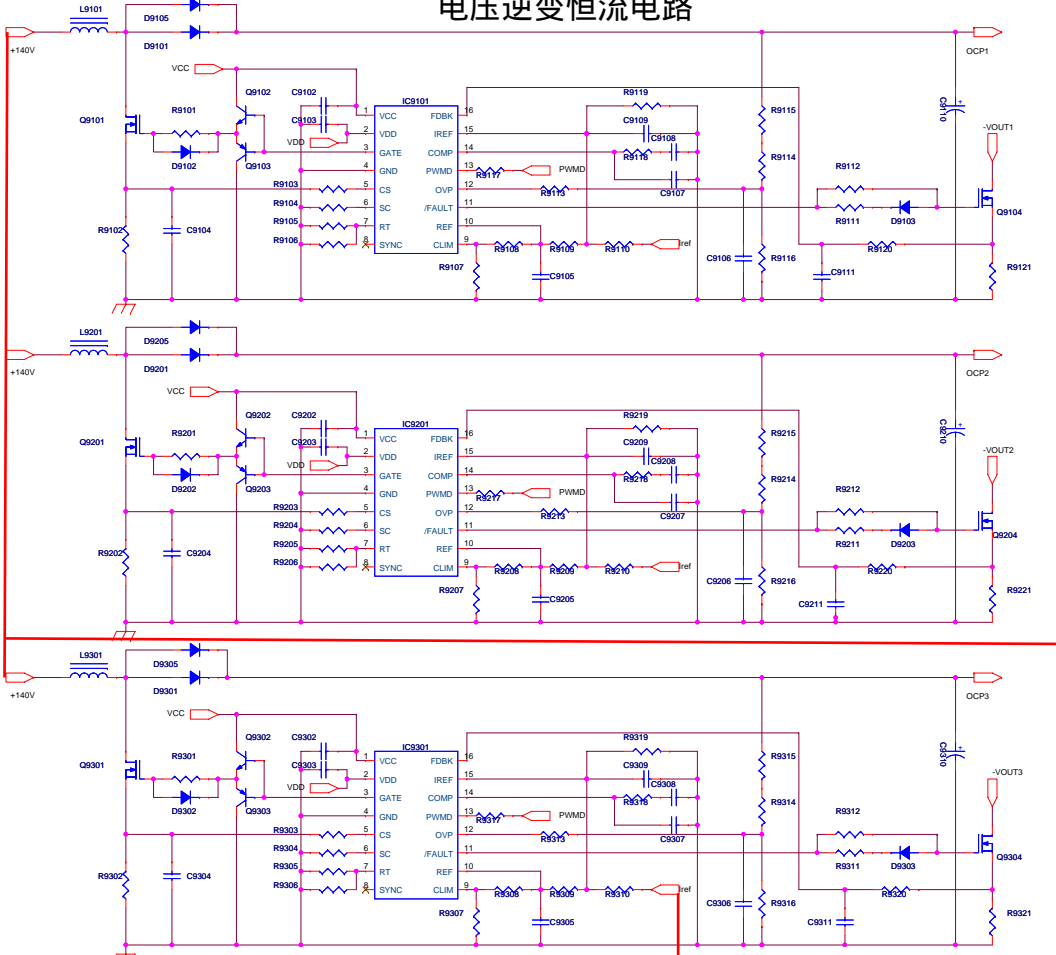 电压逆变恒流电路
L9101
D9105
D9101
+140V
OCP1
VCC
Q9102
C9102
C9103
VDD
R9101
Q9101
D9102
Q9103
IC9101
1 VCC FDBK 16
2 VDD IREF 15
3 GATE COMP 14
4 GND PWMD 13
5 CS OVP 12
6 SC /FAULT 11
7 RT REF 10
8 SYNC CLIM 9
R9103
R9104
R9105
R9106
R9102
C9104
R9119
C9109
C9108
R9118
C9107
R9117
PWMD
R9113
R9108
R9109
R9110
Iref
R9107
C9105
R9115
R9114
C9106
R9116
C9110
+
-VOUT1
R9112
R9111
D9103
Q9104
R9120
C9111
R9121
L9201
D9205
D9201
+140V
OCP2
VCC
Q9202
C9202
C9203
VDD
R9201
Q9201
D9202
Q9203
IC9201
1 VCC FDBK 16
2 VDD IREF 15
3 GATE COMP 14
4 GND PWMD 13
5 CS OVP 12
6 SC /FAULT 11
7 RT REF 10
8 SYNC CLIM 9
R9203
R9204
R9205
R9206
R9202
C9204
R9219
C9209
C9208
R9218
C9207
R9217
PWMD
R9213
R9208
R9209
R9210
Iref
R9207
C9205
R9215
R9214
C9206
R9216
C9210
+
-VOUT2
R9212
R9211
D9203
Q9204
R9220
C9211
R9221
L9301
D9305
D9301
+140V
OCP3
VCC
Q9302
C9302
C9303
VDD
R9301
Q9301
D9302
Q9303
IC9301
1 VCC FDBK 16
2 VDD IREF 15
3 GATE COMP 14
4 GND PWMD 13
5 CS OVP 12
6 SC /FAULT 11
7 RT REF 10
8 SYNC CLIM 9
R9303
R9304
R9305
R9306
R9302
C9304
R9319
C9309
C9308
R9318
C9307
R9317
PWMD
R9313
R9308
R9309
R9310
Iref
R9307
C9305
R9315
R9314
C9306
R9316
C9310
+
-VOUT3
R9312
R9311
D9303
Q9304
R9320
C9311
R9321